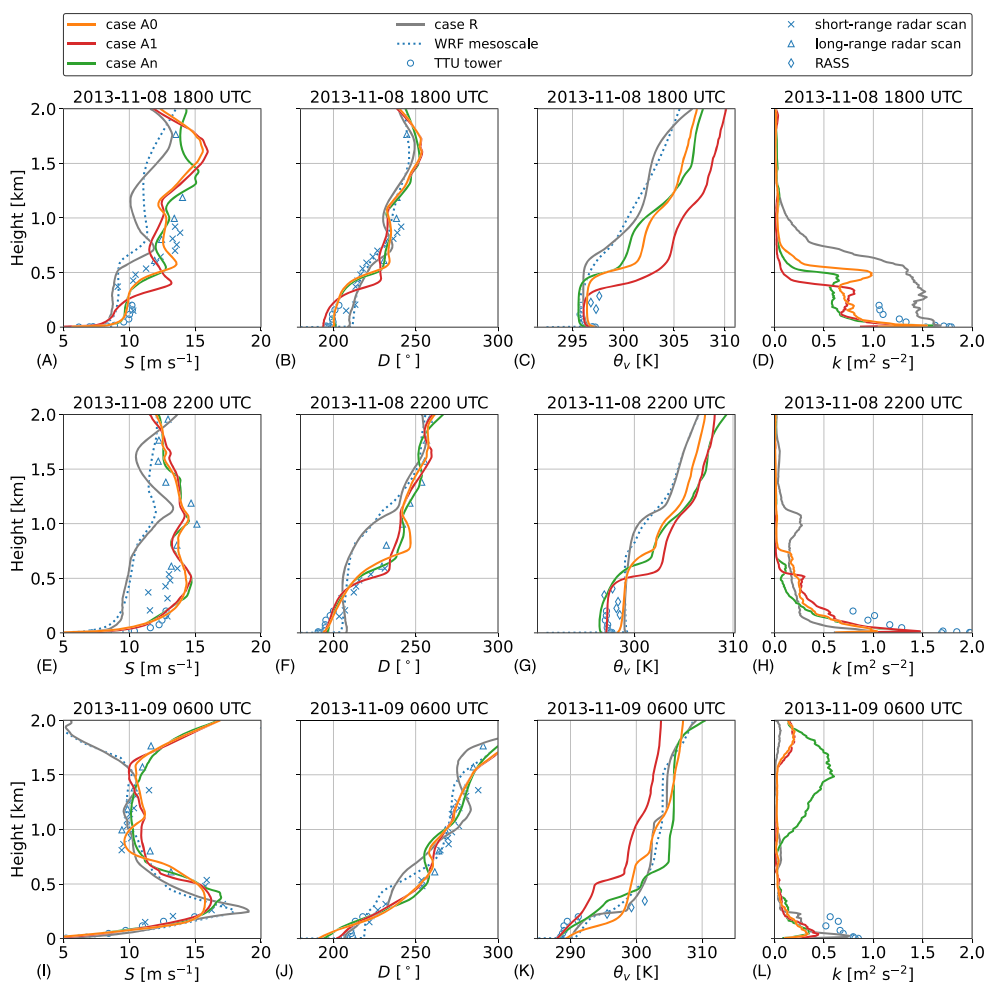 case A0
case A1
case An
case R
WRF mesoscale
TTU tower
short-range radar scan
long-range radar scan
RASS
2013-11-08 1800 UTC 2013-11-08 1800 UTC 2013-11-08 1800 UTC 2013-11-08 1800 UTC
Height [km]
2.0
1.5
1.0
0.5
0
5 10 15 20
200 250 300
295 300 305 310
0.0 0.5 1.0 1.5 2.0
(A) S [m s⁻¹] (B) D [°] (C) θᵥ [K] (D) k [m² s⁻²]
2013-11-08 2200 UTC 2013-11-08 2200 UTC 2013-11-08 2200 UTC 2013-11-08 2200 UTC
Height [km]
2.0
1.5
1.0
0.5
0
5 10 15 20
200 250 300
295 300 305 310
0.0 0.5 1.0 1.5 2.0
(E) S [m s⁻¹] (F) D [°] (G) θᵥ [K] (H) k [m² s⁻²]
2013-11-09 0600 UTC 2013-11-09 0600 UTC 2013-11-09 0600 UTC 2013-11-09 0600 UTC
Height [km]
2.0
1.5
1.0
0.5
0
5 10 15 20
200 250 300
290 300 310
0.0 0.5 1.0 1.5 2.0
(I) S [m s⁻¹] (J) D [°] (K) θᵥ [K] (L) k [m² s⁻²]